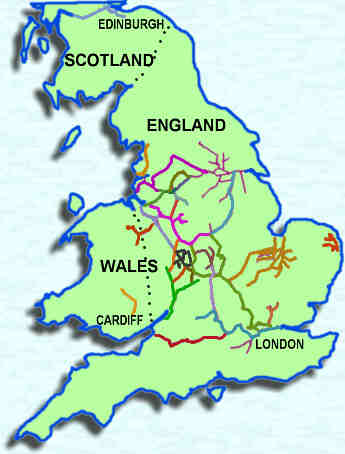 EDINBURGH
SCOTLAND
ENGLAND
WALES
CARDIFF
LONDON